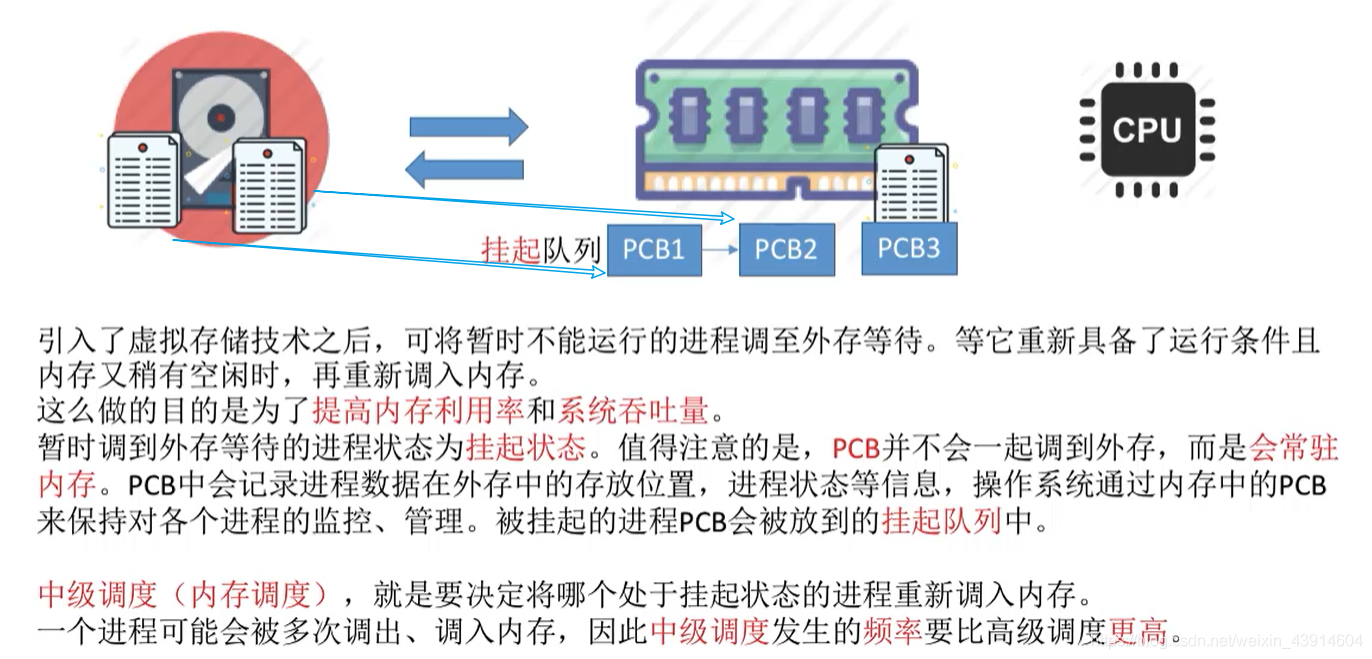 CPU
挂起队列 PCB1 PCB2 PCB3
引入了虚拟存储技术之后，可将暂时不能运行的进程调至外存等待。等它重新具备了运行条件且
内存又稍有空闲时，再重新调入内存。
这么做的目的是为了提高内存利用率和系统吞吐量。
暂时调到外存等待的进程状态为挂起状态。值得注意的是，PCB并不会一起调到外存，而是会常驻
内存。PCB中会记录进程数据在外存中的存放位置，进程状态等信息，操作系统通过内存中的PCB
来保持对各个进程的监控、管理。被挂起的进程PCB会被放到的挂起队列中。
中级调度（内存调度），就是要决定将哪个处于挂起状态的进程重新调入内存。
一个进程可能会被多次调出、调入内存，因此中级调度发生的频率要比高级调度更高。
https://blog.csdn.net/weixin_43914604